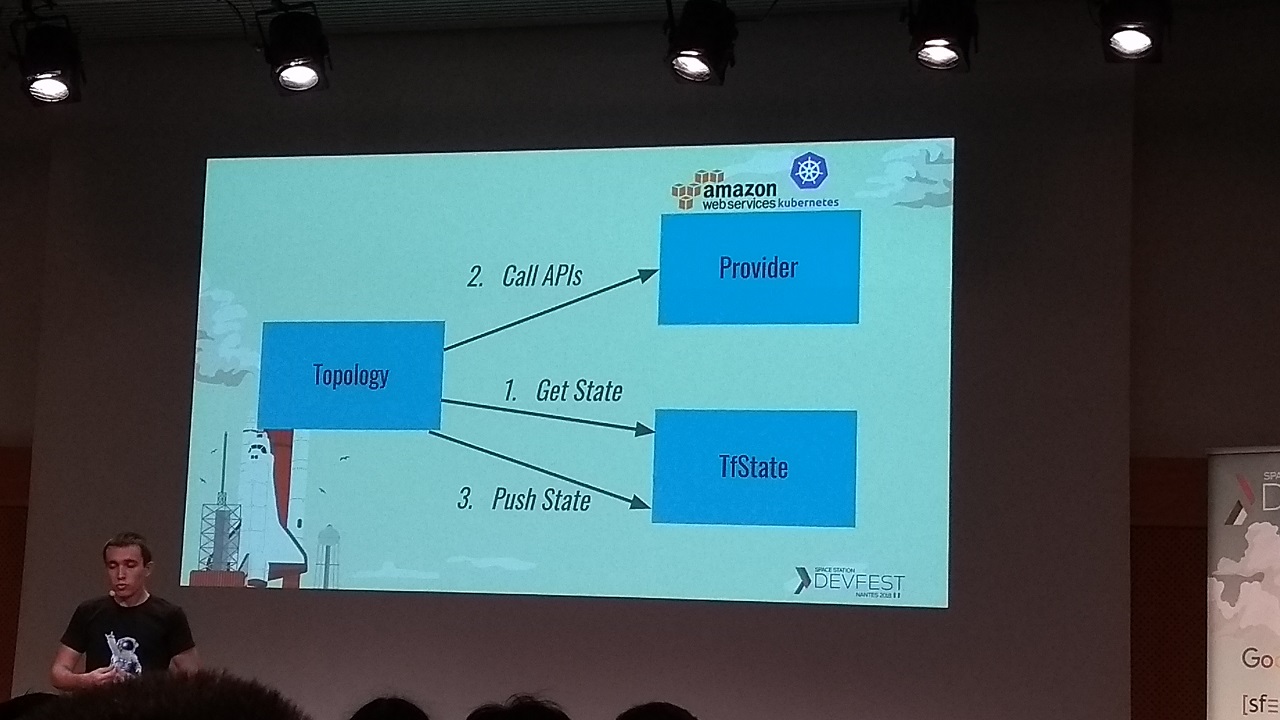 amazon
web services
kubernetes
Provider
2. Call APIs
Topology
1. Get State
TfState
3. Push State
SPACE STATION
DEVFEST
NANTES 2018
SPA
D
Go
[sf